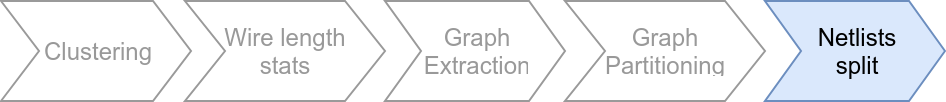 Clustering
Wire length
stats
Graph
Extraction
Graph
Partitioning
Netlists
split